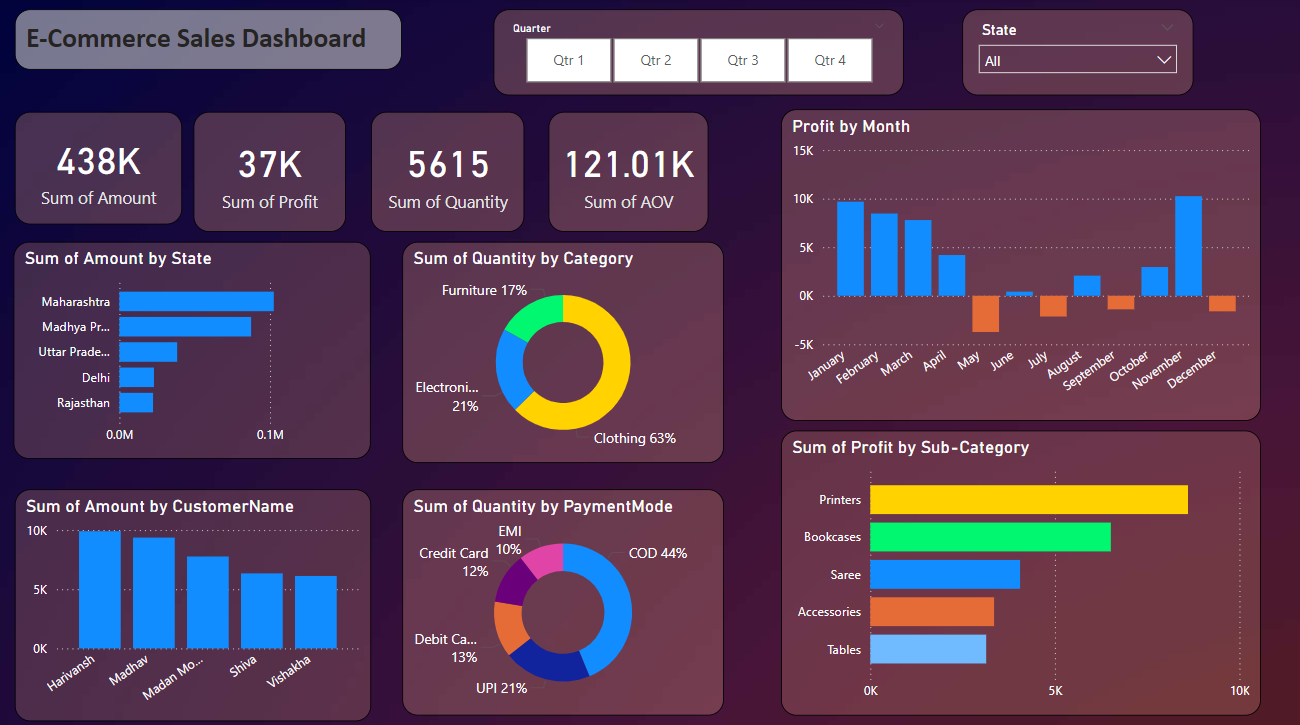 E-Commerce Sales Dashboard
Quarter
Qtr 1
Qtr 2
Qtr 3
Qtr 4
State
All
438K
Sum of Amount
37K
Sum of Profit
5615
Sum of Quantity
121.01K
Sum of AOV
Profit by Month
15K
10K
5K
0K
-5K
January
February
March
April
May
June
July
August
September
October
November
December
Sum of Amount by State
Maharashtra
Madhya Pr...
Uttar Prade...
Delhi
Rajasthan
0.0M
0.1M
Sum of Quantity by Category
Furniture 17%
Electroni...
21%
Clothing 63%
Sum of Profit by Sub-Category
Printers
Bookcases
Saree
Accessories
Tables
0K
5K
10K
Sum of Amount by CustomerName
10K
5K
0K
Harivansh
Madhav
Madan Mo...
Shiva
Vishakha
Sum of Quantity by PaymentMode
EMI
10%
Credit Card
12%
COD 44%
Debit Ca...
13%
UPI 21%